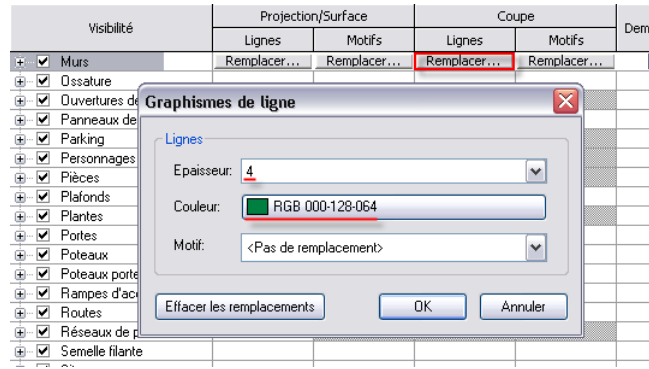 Visibilité
Projection/Surface
Coupe
Dem
Lignes
Motifs
Lignes
Motifs
Murs
Remplacer...
Remplacer...
Remplacer...
Remplacer...
Ossature
Ouvertures de
Panneaux de
Parking
Personnages
Pièces
Plafonds
Plantes
Portes
Poteaux
Poteaux porte
Rampes d'acc
Routes
Réseaux de p
Semelle filante
Graphismes de ligne
Lignes
Epaisseur:
4
Couleur:
RGB 000-128-064
Motif:
<Pas de remplacement>
Effacer les remplacements
OK
Annuler